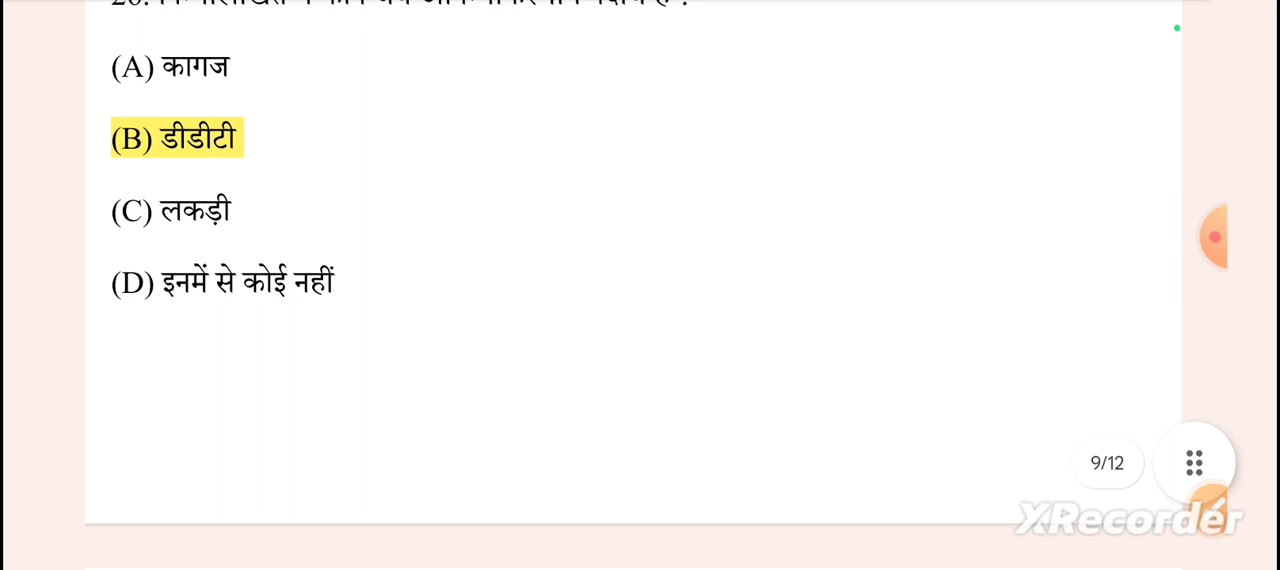 (A) कागज
(B) डीडीटी
(C) लकड़ी
(D) इनमें से कोई नहीं
9/12
XRecorder